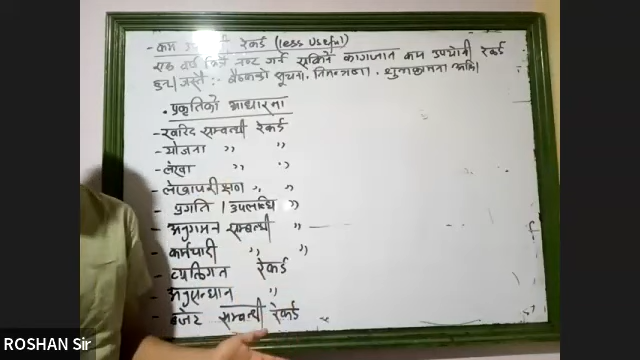 - कम उपयोगी रेकर्ड (less useful)
एक वर्ष भित्रै नष्ट गर्न सकिने कागजात कम उपयोगी रेकर्ड
हुन्। जस्तै :- बैठकको सूचना, निमन्त्रणा, शुभकामना आदि।
. प्रकृतिको आधारमा
- खरिद सम्बन्धी रेकर्ड
- योजना ,, ,,
- लेखा ,, ,,
- लेखापरीक्षण ,, ,,
- प्रगति / उपलब्धि ,,
- अनुगमन सम्बन्धी ,,
- कर्मचारी ,, ,,
- व्यक्तिगत रेकर्ड
- अनुसन्धान ,,
- बजेट सम्बन्धी रेकर्ड
ROSHAN Sir